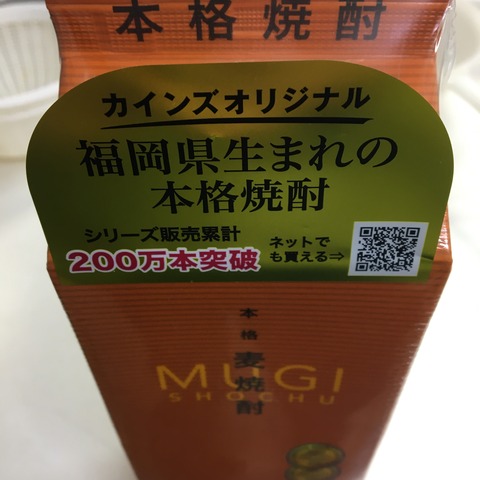 本格焼酎
カインズオリジナル
福岡県生まれの
本格焼酎
シリーズ販売累計
200万本突破
ネットで
も買える⇒
本格
麦焼酎
MUGI
SHOCHU